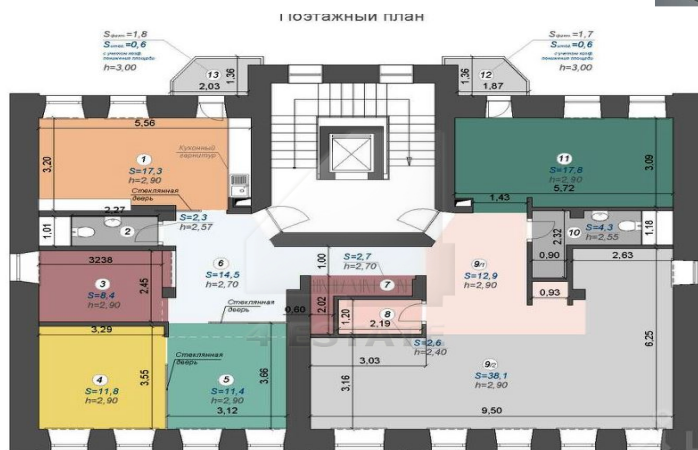 Поэтажный план
Sфакт.=1,8
Sкоэф.=0,6
с учетом коэф.
понижения площади
h=3,00
13
2,03
1,36
Sфакт.=1,7
Sкоэф.=0,6
с учетом коэф.
понижения площади
h=3,00
12
1,87
1,36
5,56
3,20
1
S=17,3
h=2,90
Кухонный
гарнитур
Стеклянная
дверь
2,27
1,01
2
S=2,3
h=2,57
3238
3
S=8,4
h=2,90
2,45
6
S=14,5
h=2,70
Стеклянная
дверь
3,29
4
S=11,8
h=2,90
3,55
Стеклянная
дверь
5
S=11,4
h=2,90
3,66
3,12
0,60
1,00
2,02
S=2,7
h=2,70
7
8
1,20
2,19
S=2,6
h=2,40
3,03
3,16
11
S=17,8
h=2,90
5,72
3,09
1,43
9/1
S=12,9
h=2,90
2,32
0,90
10
S=4,3
h=2,55
1,18
2,63
0,93
6,25
9/2
S=38,1
h=2,90
9,50
4 ESTATE